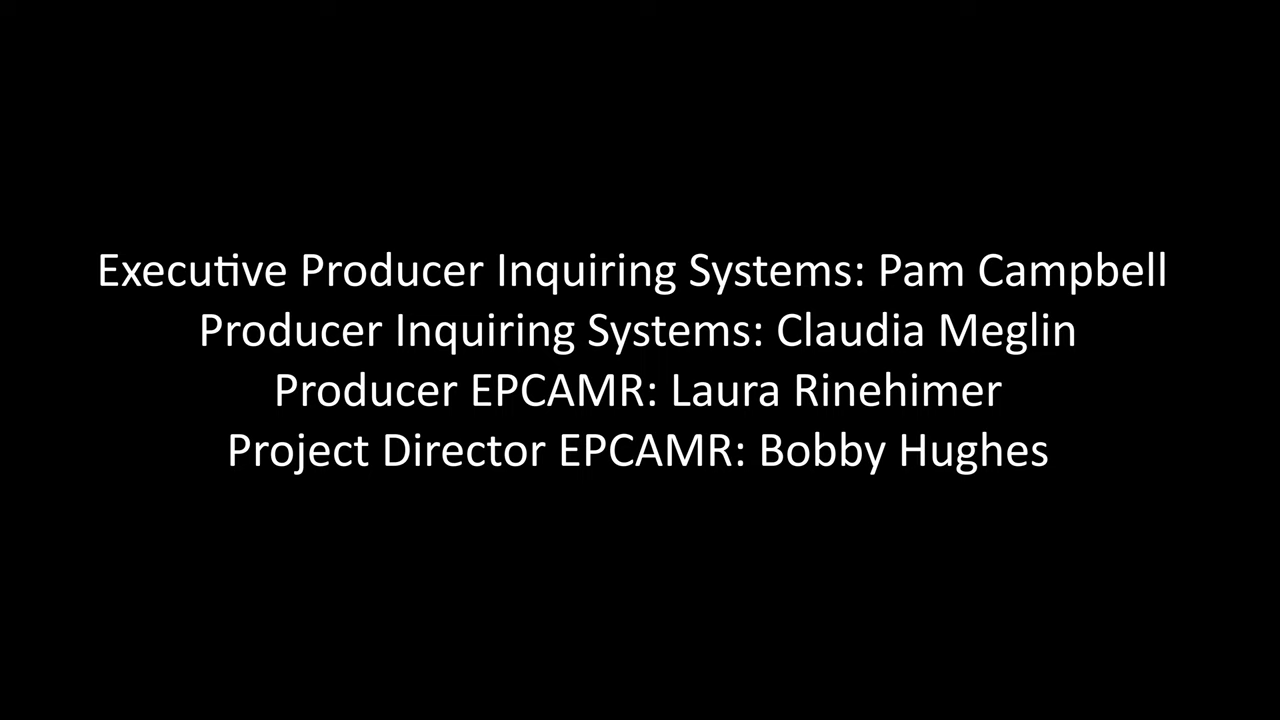 Executive Producer Inquiring Systems: Pam Campbell
Producer Inquiring Systems: Claudia Meglin
Producer EPCAMR: Laura Rinehimer
Project Director EPCAMR: Bobby Hughes